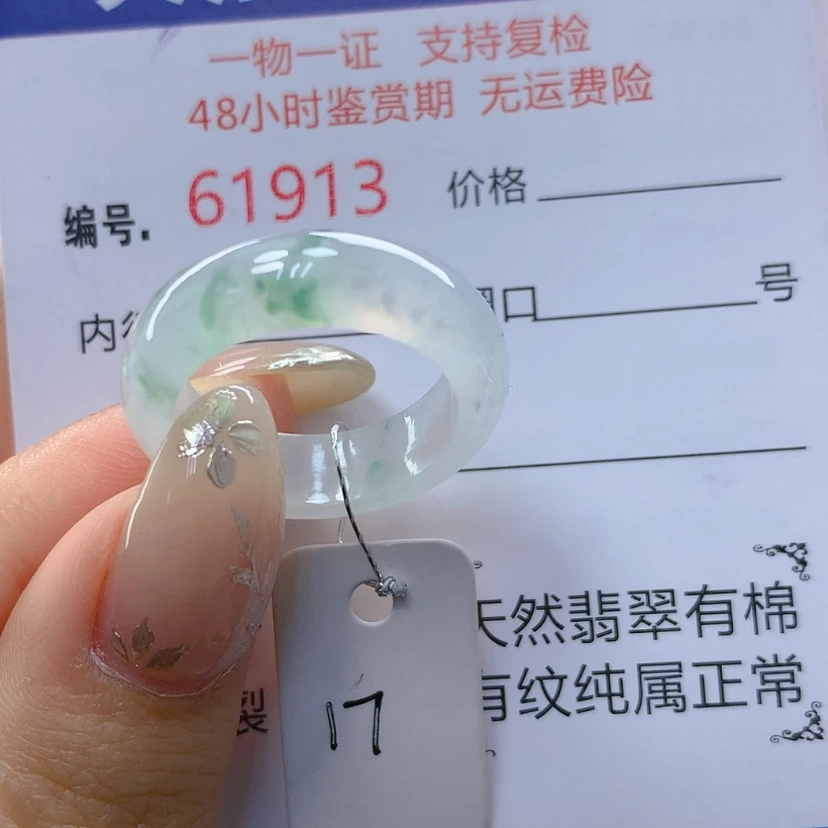 一物一证 支持复检
48小时鉴赏期 无运费险
编号. 61913 价格
内 口 号
天然翡翠有棉
裂 有纹纯属正常
17